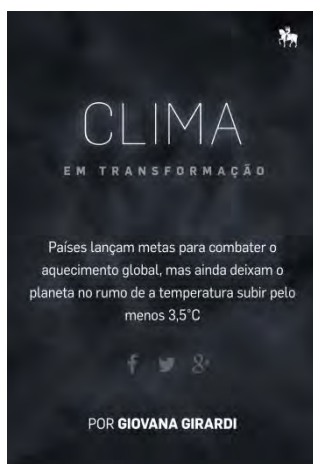 CLIMA
EM TRANSFORMAÇÃO
Países lançam metas para combater o
aquecimento global, mas ainda deixam o
planeta no rumo de a temperatura subir pelo
menos 3,5°C
POR GIOVANA GIRARDI